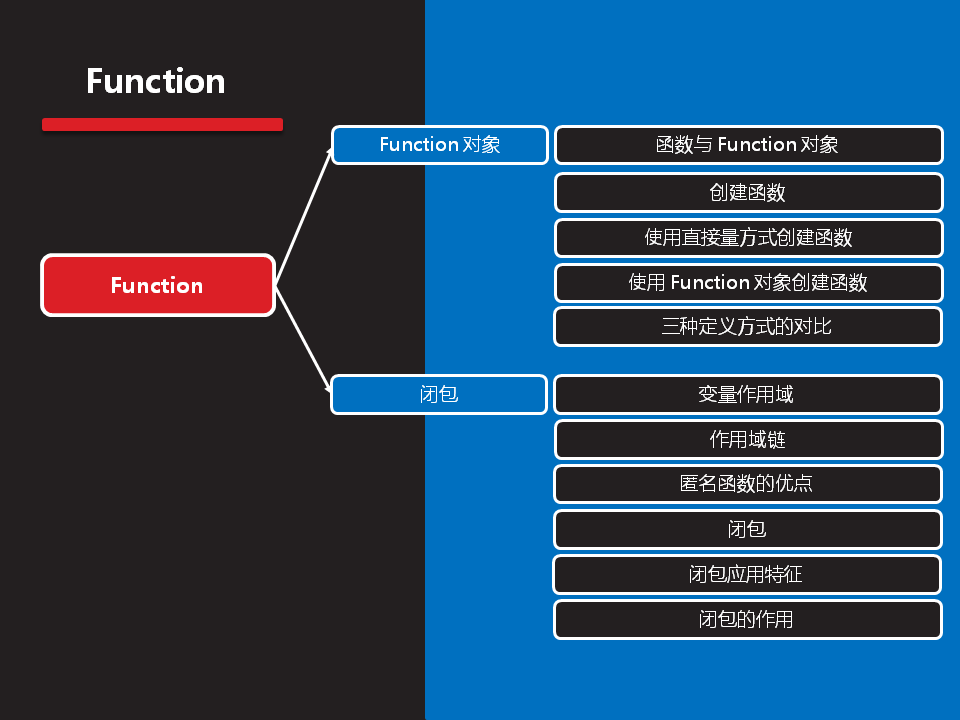 Function
Function
Function 对象
函数与 Function 对象
创建函数
使用直接量方式创建函数
使用 Function 对象创建函数
三种定义方式的对比
闭包
变量作用域
作用域链
匿名函数的优点
闭包
闭包应用特征
闭包的作用